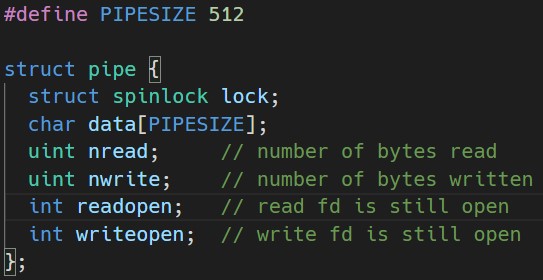 #define PIPESIZE 512
struct pipe {
struct spinlock lock;
char data[PIPESIZE];
uint nread; // number of bytes read
uint nwrite; // number of bytes written
int readopen; // read fd is still open
int writeopen; // write fd is still open
};